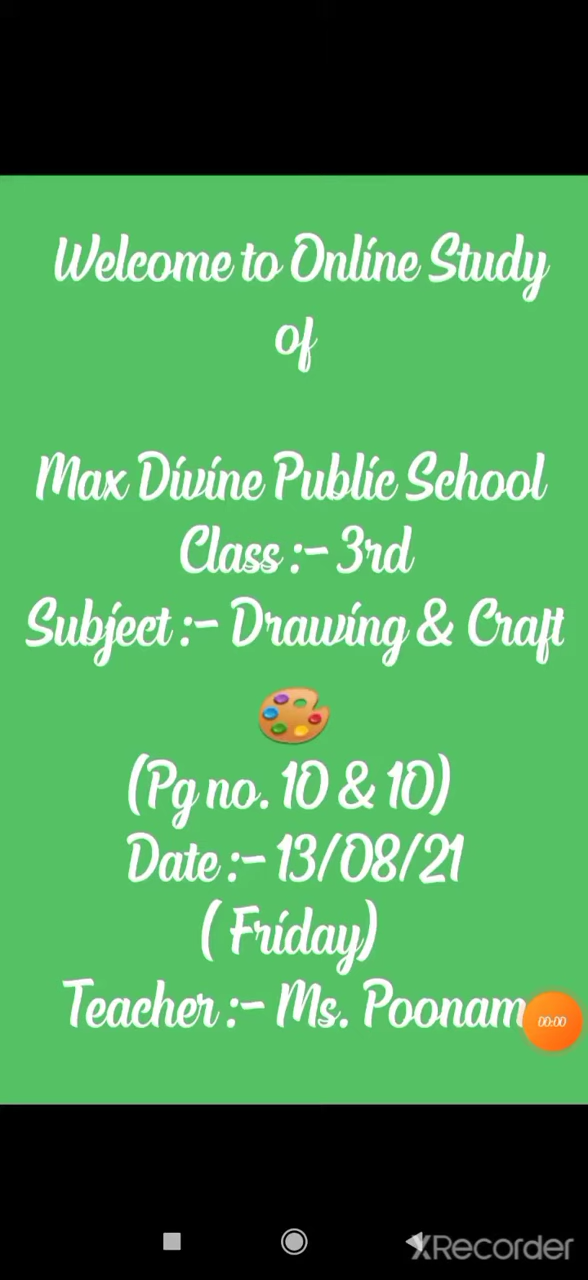 Welcome to Online Study
of
Max Divine Public School
Class :- 3rd
Subject :- Drawing & Craft
(Pg no. 10 & 10)
Date :- 13/08/21
( Friday)
Teacher :- Ms. Poonam
00:00
XRecorder